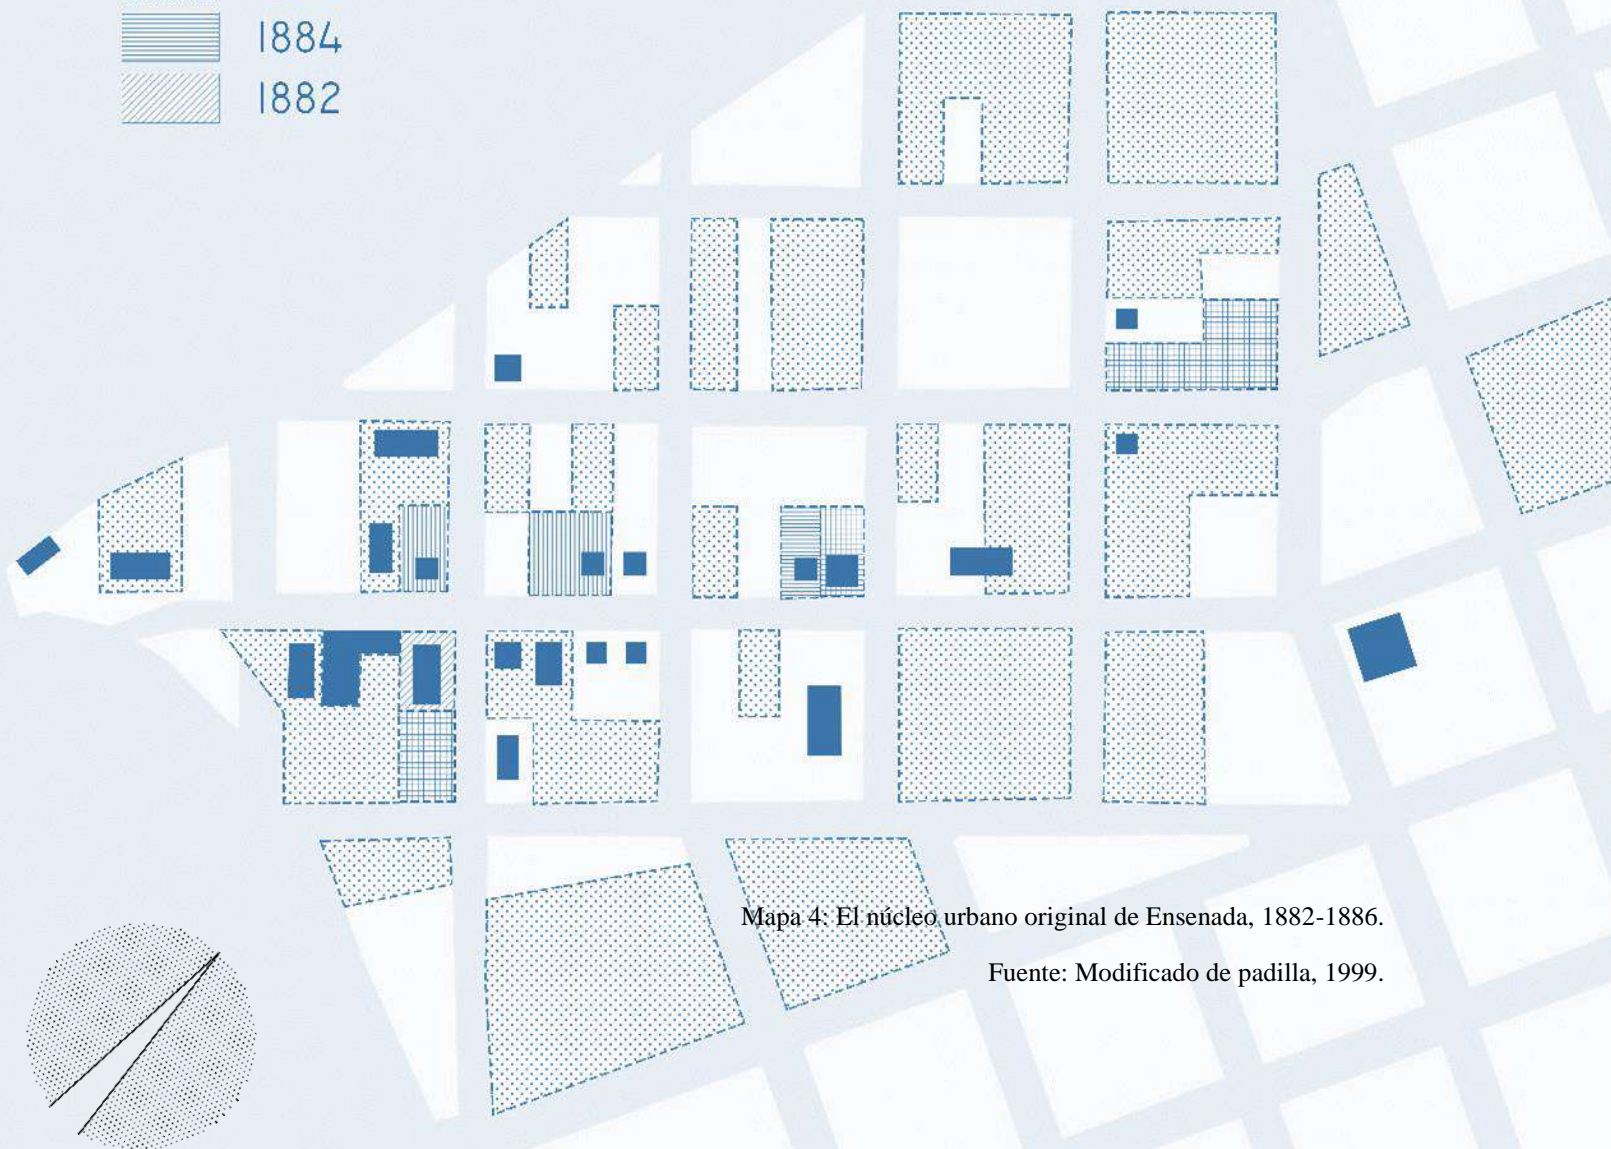 1884
1882
Mapa 4: El núcleo urbano original de Ensenada, 1882-1886.
Fuente: Modificado de padilla, 1999.